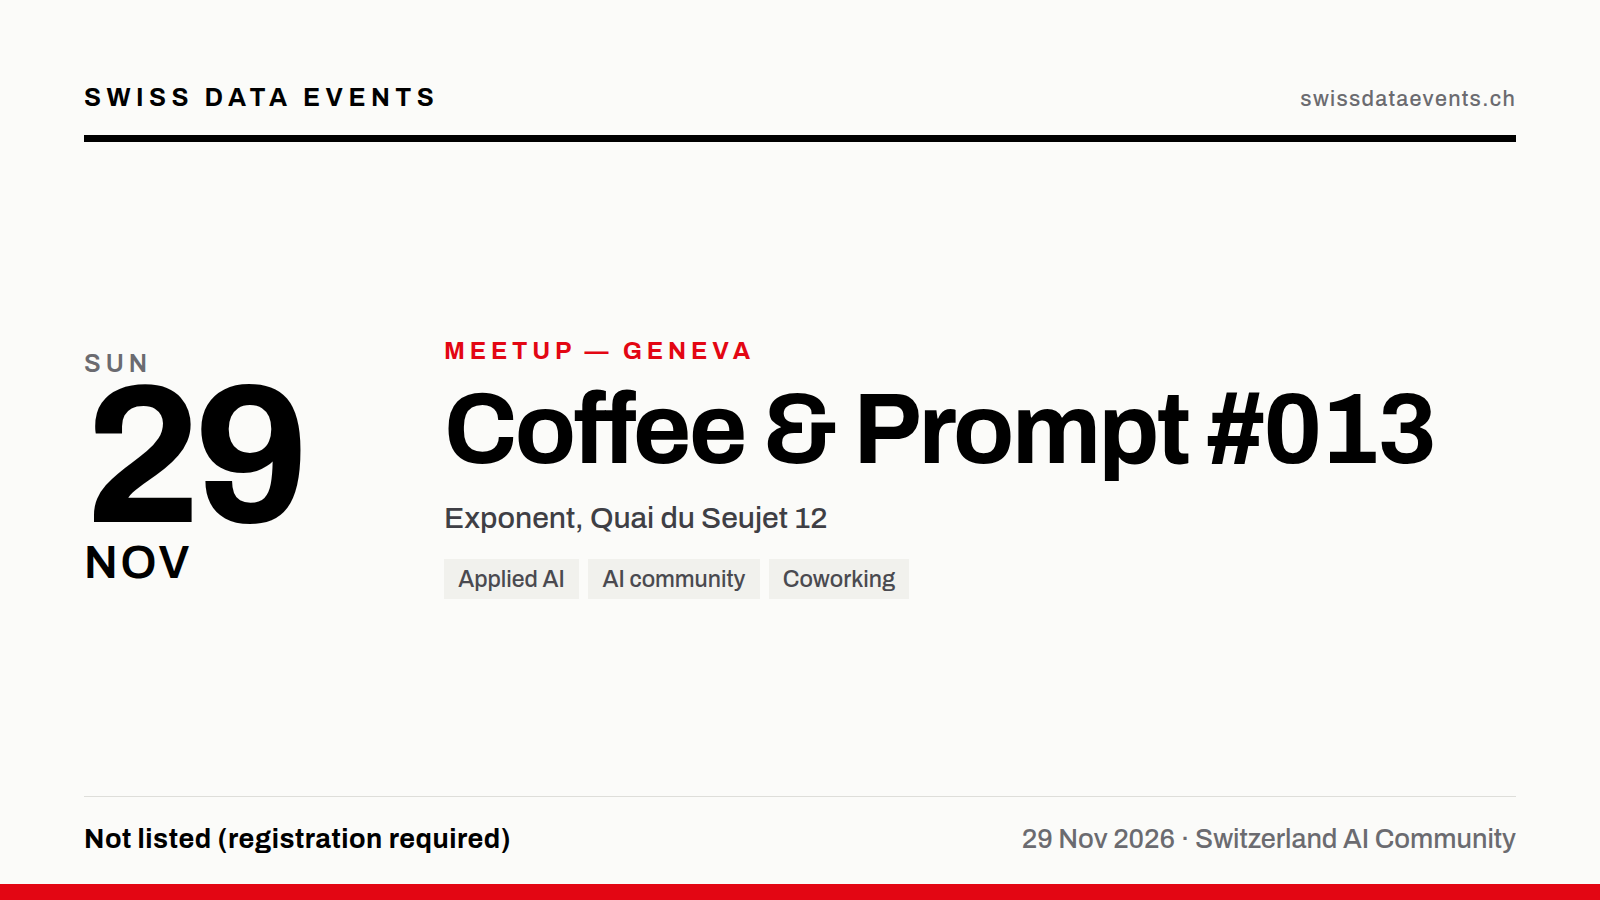 SWISS DATA EVENTS
swissdataevents.ch
SUN
29
NOV
MEETUP — GENEVA
Coffee & Prompt #013
Exponent, Quai du Seujet 12
Applied AI
AI community
Coworking
Not listed (registration required)
29 Nov 2026 · Switzerland AI Community